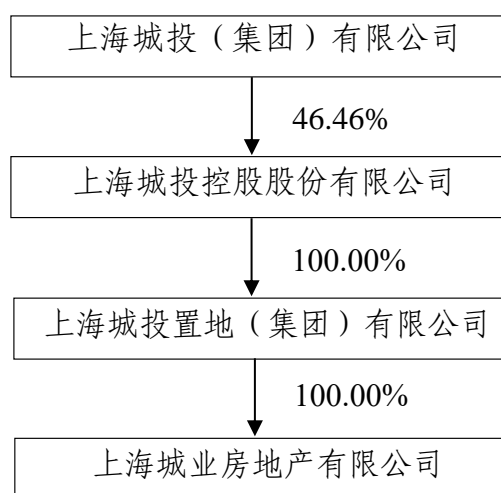 上海城投（集团）有限公司
46.46%
上海城投控股股份有限公司
100.00%
上海城投置地（集团）有限公司
100.00%
上海城业房地产有限公司